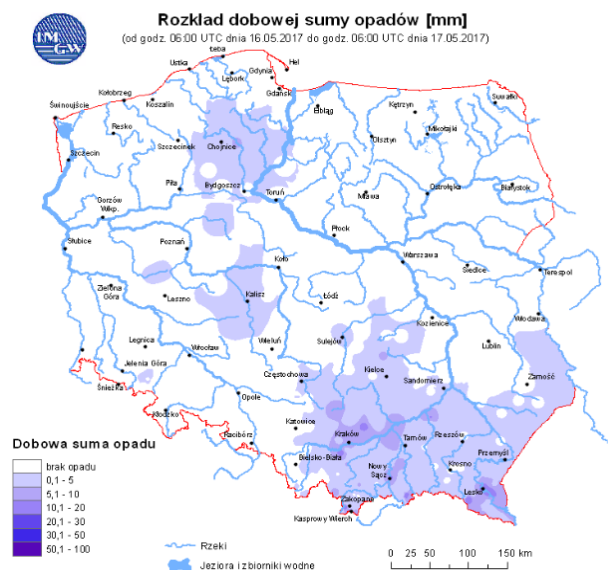 Rozkład dobowej sumy opadów [mm]
(od godz. 06:00 UTC dnia 16.05.2017 do godz. 06:00 UTC dnia 17.05.2017)
IM
GW
Łeba
Hel
Ustka
Lębork
Gdynia
Gdańsk
Kołobrzeg
Koszalin
Świnoujście
Resko
Elbląg
Kętrzyn
Suwałki
Mikołajki
Olsztyn
Szczecinek
Chojnice
Szczecin
Piła
Bydgoszcz
Toruń
Mława
Ostrołęka
Białystok
Gorzów
Wlkp.
Płock
Słubice
Poznań
Koło
Warszawa
Siedlce
Terespol
Zielona
Góra
Leszno
Kalisz
Łódź
Kozienice
Włodawa
Legnica
Wrocław
Wieluń
Sulejów
Lublin
Jelenia Góra
Śnieżka
Kielce
Częstochowa
Sandomierz
Zamość
Kłodzko
Opole
Katowice
Racibórz
Kraków
Tarnów
Rzeszów
Przemyśl
Bielsko-Biała
Nowy
Sącz
Krosno
Lesko
Zakopane
Kasprowy Wierch
Dobowa suma opadu
brak opadu
0,1 - 5
5,1 - 10
10,1 - 20
20,1 - 30
30,1 - 50
50,1 - 100
Rzeki
Jeziora i zbiorniki wodne
0 25 50 100 150 km